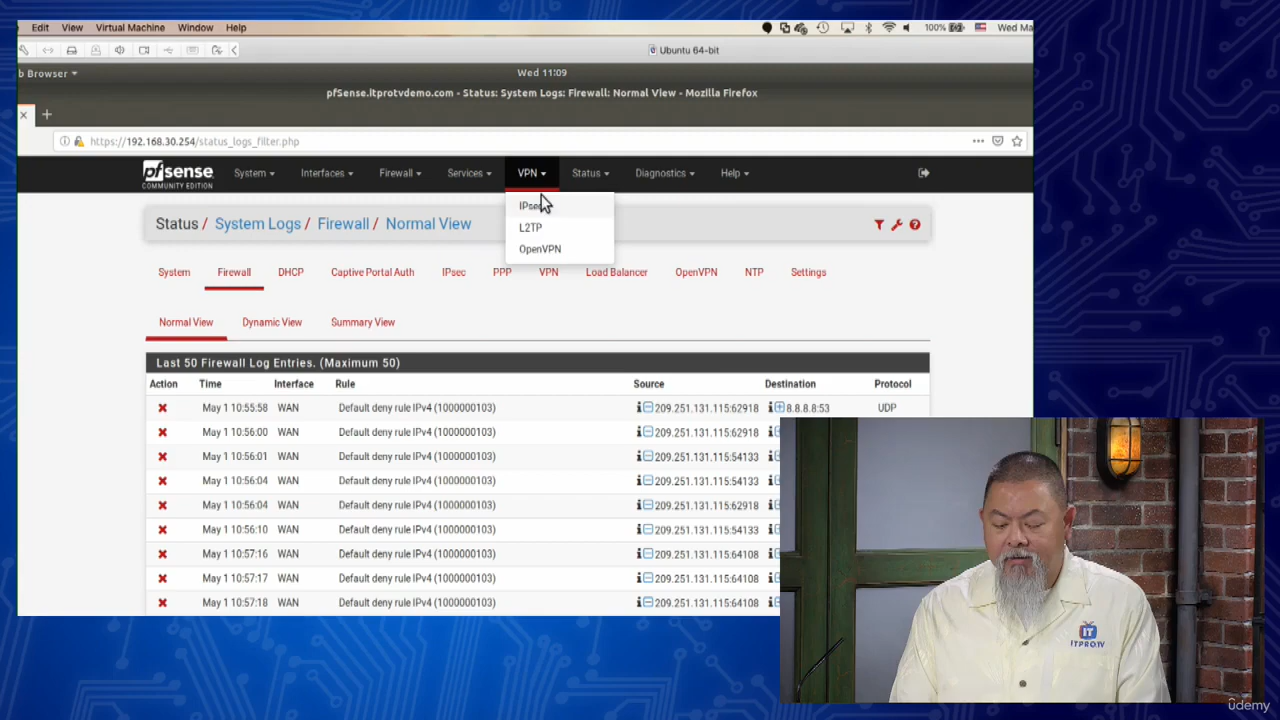 Edit View Virtual Machine Window Help 100% Wed Ma
Ubuntu 64-bit
b Browser Wed 11:09
pfSense.itprotvdemo.com - Status: System Logs: Firewall: Normal View - Mozilla Firefox
https://192.168.30.254/status_logs_filter.php
pfsense System Interfaces Firewall Services VPN Status Diagnostics Help
COMMUNITY EDITION
IPsec
Status / System Logs / Firewall / Normal View
L2TP
OpenVPN
System Firewall DHCP Captive Portal Auth IPsec PPP VPN Load Balancer OpenVPN NTP Settings
Normal View Dynamic View Summary View
Last 50 Firewall Log Entries. (Maximum 50)
Action Time Interface Rule Source Destination Protocol
May 1 10:55:58 WAN Default deny rule IPv4 (1000000103) 209.251.131.115:62918 8.8.8.8:53 UDP
May 1 10:56:00 WAN Default deny rule IPv4 (1000000103) 209.251.131.115:62918
May 1 10:56:01 WAN Default deny rule IPv4 (1000000103) 209.251.131.115:54133
May 1 10:56:04 WAN Default deny rule IPv4 (1000000103) 209.251.131.115:54133
May 1 10:56:04 WAN Default deny rule IPv4 (1000000103) 209.251.131.115:62918
May 1 10:56:10 WAN Default deny rule IPv4 (1000000103) 209.251.131.115:54133
May 1 10:57:16 WAN Default deny rule IPv4 (1000000103) 209.251.131.115:64108
May 1 10:57:17 WAN Default deny rule IPv4 (1000000103) 209.251.131.115:64108
May 1 10:57:18 WAN Default deny rule IPv4 (1000000103) 209.251.131.115:64108
IT
ITPROTV
ûdemy